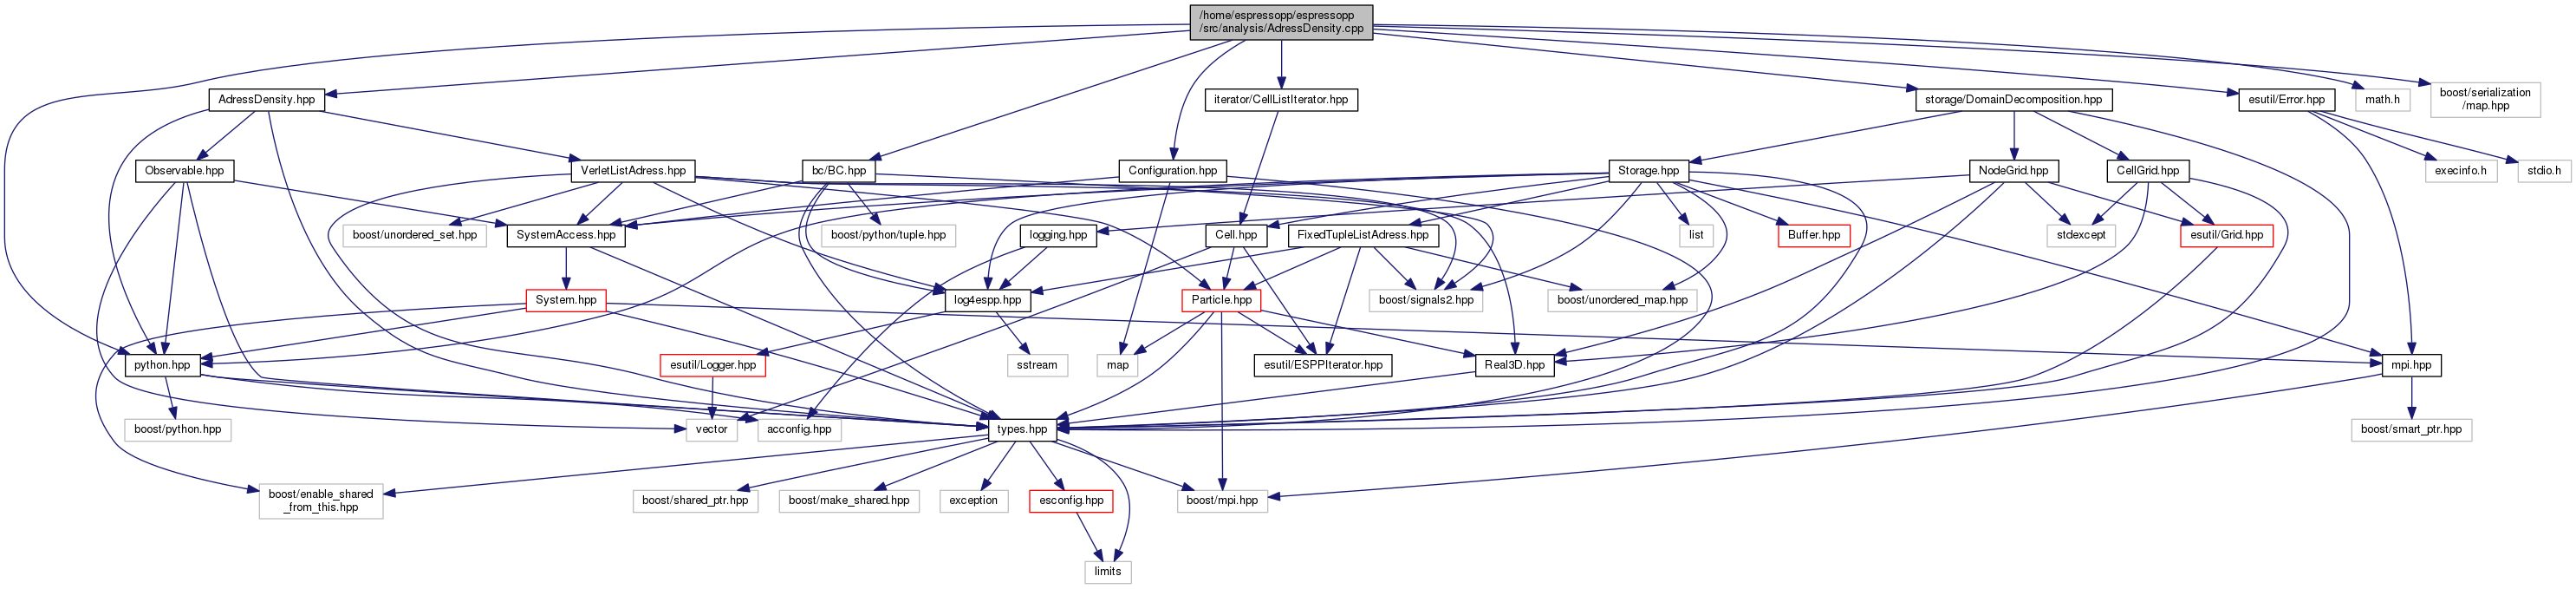 /home/espressopp/espressopp
/src/analysis/AdressDensity.cpp
AdressDensity.hpp
iterator/CellListIterator.hpp
storage/DomainDecomposition.hpp
esutil/Error.hpp
math.h
boost/serialization
/map.hpp
Observable.hpp
VerletListAdress.hpp
bc/BC.hpp
Configuration.hpp
Storage.hpp
NodeGrid.hpp
CellGrid.hpp
execinfo.h
stdio.h
boost/unordered_set.hpp
SystemAccess.hpp
boost/python/tuple.hpp
logging.hpp
Cell.hpp
FixedTupleListAdress.hpp
list
Buffer.hpp
stdexcept
esutil/Grid.hpp
System.hpp
log4espp.hpp
Particle.hpp
boost/signals2.hpp
boost/unordered_map.hpp
python.hpp
esutil/Logger.hpp
sstream
map
esutil/ESPPIterator.hpp
Real3D.hpp
mpi.hpp
boost/python.hpp
vector
acconfig.hpp
types.hpp
boost/smart_ptr.hpp
boost/enable_shared
_from_this.hpp
boost/shared_ptr.hpp
boost/make_shared.hpp
exception
esconfig.hpp
boost/mpi.hpp
limits